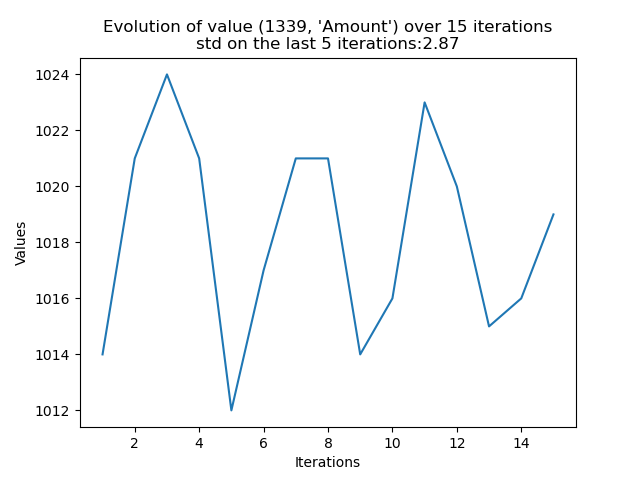 Evolution of value (1339, 'Amount') over 15 iterations
std on the last 5 iterations:2.87
1024
1022
1020
1018
1016
1014
1012
Values
2 4 6 8 10 12 14
Iterations